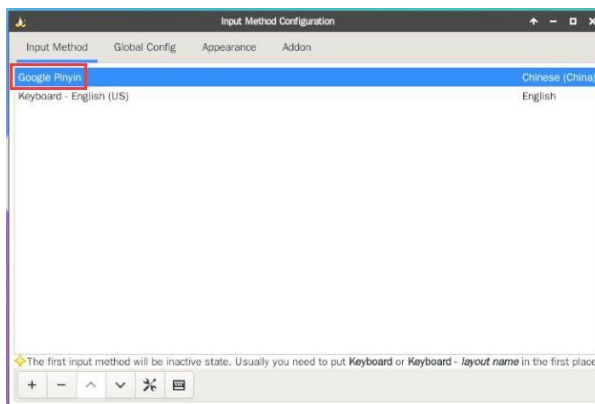 Input Method Configuration
Input Method Global Config Appearance Addon
Google Pinyin Chinese (China)
Keyboard - English (US) English
The first input method will be inactive state. Usually you need to put Keyboard or Keyboard - layout name in the first place